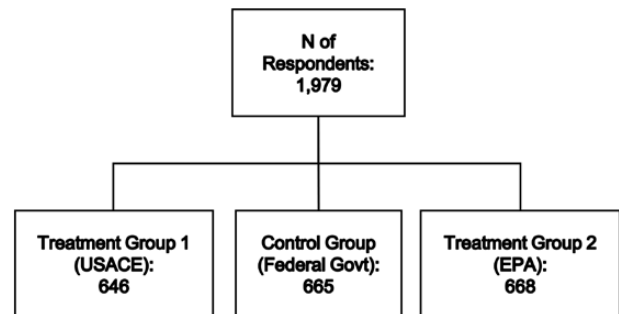 N of
Respondents:
1,979
Treatment Group 1
(USACE):
646
Control Group
(Federal Govt):
665
Treatment Group 2
(EPA):
668